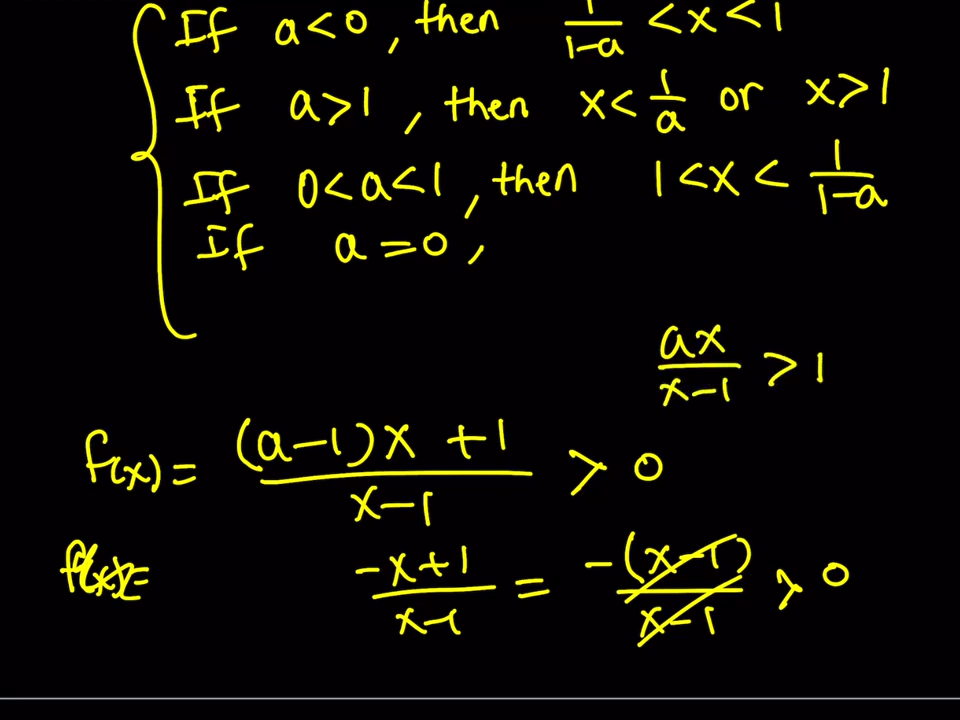 If a<0, then 1/(1-a) <x<1
If a>1, then x< 1/a or x>1
If 0<a<1, then 1<x< 1/(1-a)
If a=0,
ax/(x-1) >1
f(x)= ((a-1)x+1)/(x-1) > 0
(-x+1)/(x-1) = -(x-1)/(x-1) > 0